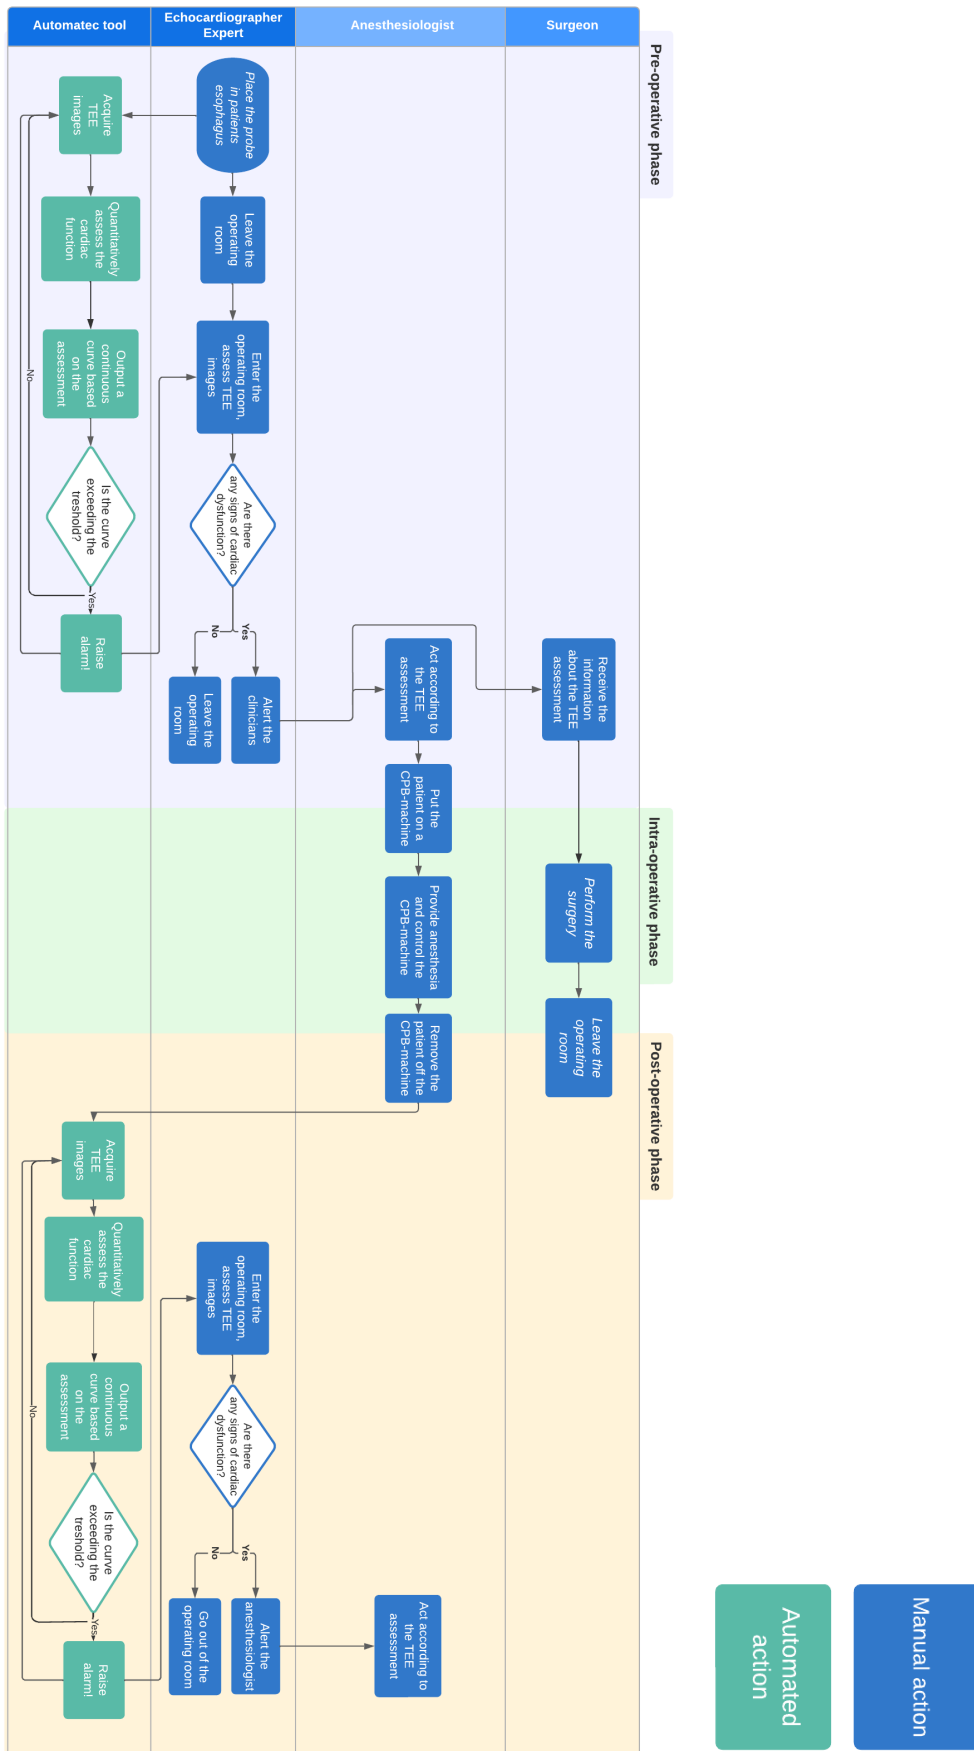 Automatec tool
Echocardiographer
Expert
Anesthesiologist
Surgeon
Pre-operative phase
Place the probe
in patients
esophagus
Acquire
TEE
images
Leave the
operating
room
Quantitatively
assess the
cardiac
function
Enter the
operating room,
assess TEE
images
Output a
continuous
curve based
on the
assessment
No
Are there
any signs of cardiac
dysfunction?
Is the curve
exceeding the
treshold?
Yes
Raise
alarm!
Yes
No
Alert the
clinicians
Leave the
operating
room
Act according to
the TEE
assessment
Receive the
information
about the TEE
assessment
Put the
patient on a
CPB-machine
Intra-operative phase
Provide anesthesia
and control the
CPB-machine
Perform the
surgery
Leave the
operating
room
Remove the
patient off the
CPB-machine
Post-operative phase
Acquire
TEE
images
Quantitatively
assess the
cardiac
function
Enter the
operating room,
assess TEE
images
Output a
continuous
curve based
on the
assessment
No
Are there
any signs of cardiac
dysfunction?
Is the curve
exceeding the
treshold?
Yes
Raise
alarm!
Yes
No
Alert the
anesthesiologist
Go out of the
operating room
Act according to
the TEE
assessment
Manual action
Automated
action